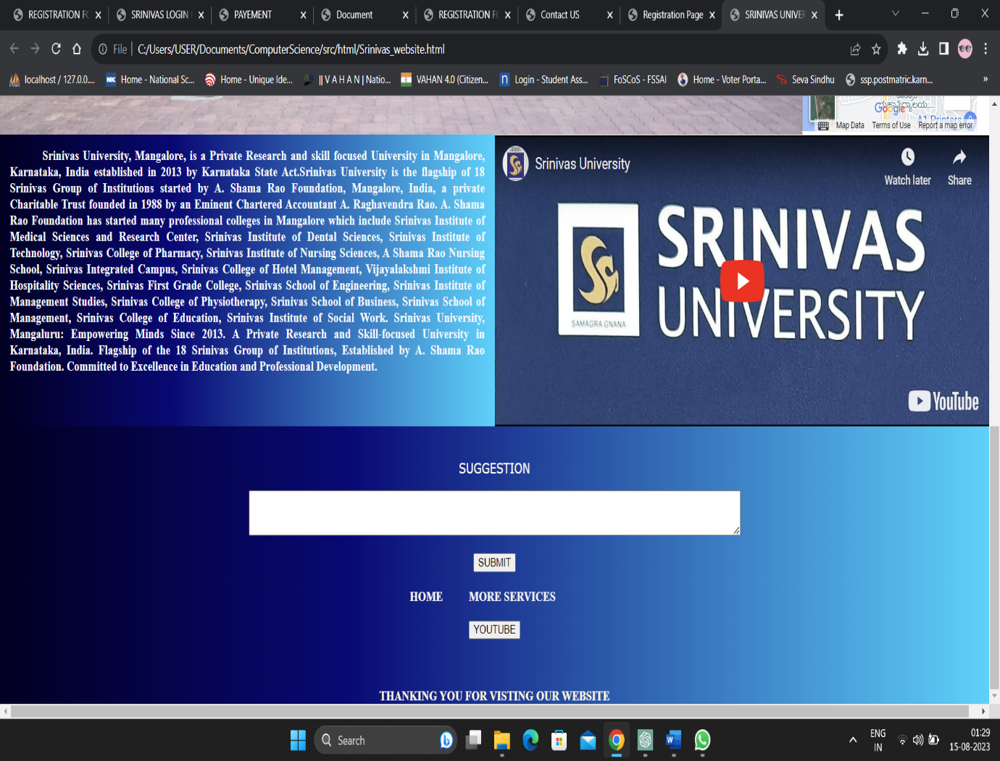 REGISTRATION FO
SRINIVAS LOGIN
PAYEMENT
Document
REGISTRATION FO
Contact US
Registration Page
SRINIVAS UNIVER
File
C:/Users/USER/Documents/ComputerScience/src/html/Srinivas_website.html
localhost / 127.0.0....
Home - National Sc...
Home - Unique Ide...
|| V A H A N | Natio...
VAHAN 4.0 (Citizen...
Login - Student Ass...
FoSCoS - FSSAI
Home - Voter Porta...
Seva Sindhu
ssp.postmatric.karn...
»
Google
A1 Printers
Map Data
Terms of Use
Report a map error
Srinivas University, Mangalore, is a Private Research and skill focused University in Mangalore,
Karnataka, India established in 2013 by Karnataka State Act.Srinivas University is the flagship of 18
Srinivas Group of Institutions started by A. Shama Rao Foundation, Mangalore, India, a private
Charitable Trust founded in 1988 by an Eminent Chartered Accountant A. Raghavendra Rao. A. Shama
Rao Foundation has started many professional colleges in Mangalore which include Srinivas Institute of
Medical Sciences and Research Center, Srinivas Institute of Dental Sciences, Srinivas Institute of
Technology, Srinivas College of Pharmacy, Srinivas Institute of Nursing Sciences, A Shama Rao Nursing
School, Srinivas Integrated Campus, Srinivas College of Hotel Management, Vijayalakshmi Institute of
Hospitality Sciences, Srinivas First Grade College, Srinivas School of Engineering, Srinivas Institute of
Management Studies, Srinivas College of Physiotherapy, Srinivas School of Business, Srinivas School of
Management, Srinivas College of Education, Srinivas Institute of Social Work. Srinivas University,
Mangaluru: Empowering Minds Since 2013. A Private Research and Skill-focused University in
Karnataka, India. Flagship of the 18 Srinivas Group of Institutions, Established by A. Shama Rao
Foundation. Committed to Excellence in Education and Professional Development.
Srinivas University
Watch later
Share
SRINIVAS
UNIVERSITY
SAMAGRA GNANA
YouTube
SUGGESTION
SUBMIT
HOME
MORE SERVICES
YOUTUBE
THANKING YOU FOR VISTING OUR WEBSITE
Search
ENG
IN
01:29
15-08-2023